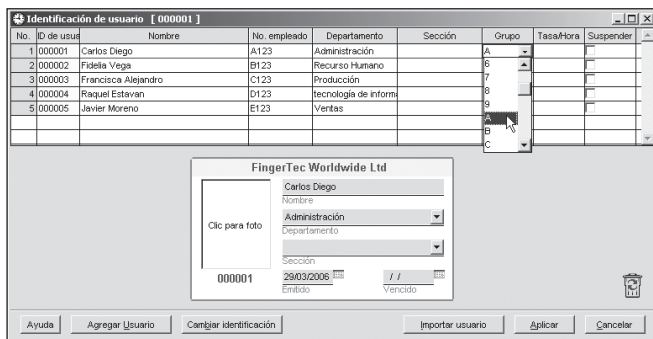 Identificación de usuario [ 000001 ]
No. ID de usua Nombre No. empleado Departamento Sección Grupo Tasa/Hora Suspender
1 000001 Carlos Diego A123 Administración A
2 000002 Fidelia Vega B123 Recurso Humano 6
3 000003 Francisca Alejandro C123 Producción 7
4 000004 Raquel Estavan D123 tecnología de inform 8
5 000005 Javier Moreno E123 Ventas 9
A
B
C
FingerTec Worldwide Ltd
Clic para foto
Carlos Diego
Nombre
Administración
Departamento
Sección
000001
29/03/2006 / /
Emitido Vencido
Ayuda Agregar Usuario Cambiar identificación Importar usuario Aplicar Cancelar